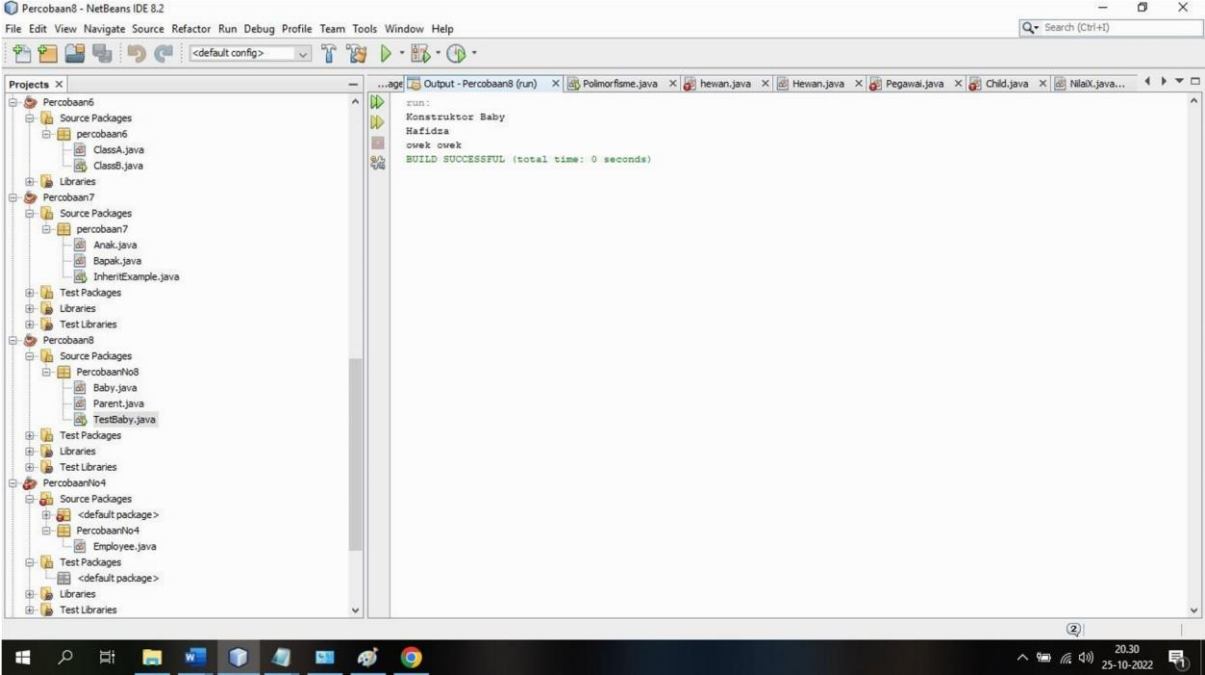 Percobaan8 - NetBeans IDE 8.2
File Edit View Navigate Source Refactor Run Debug Profile Team Tools Window Help
Search (Ctrl+I)
<default config>
Projects
...age Output - Percobaan8 (run) Polimorfisme.java hewan.java Hewan.java Pegawai.java Child.java NilaiX.java...
Percobaan6
Source Packages
percobaan6
ClassA.java
ClassB.java
Libraries
Percobaan7
Source Packages
percobaan7
Anak.java
Bapak.java
InheritExample.java
Test Packages
Libraries
Test Libraries
Percobaan8
Source Packages
PercobaanNo8
Baby.java
Parent.java
TestBaby.java
Test Packages
Libraries
Test Libraries
PercobaanNo4
Source Packages
<default package>
PercobaanNo4
Employee.java
Test Packages
<default package>
Libraries
Test Libraries
run:
Konstruktor Baby
Hafidza
owek owek
BUILD SUCCESSFUL (total time: 0 seconds)
2
20.30
25-10-2022
1